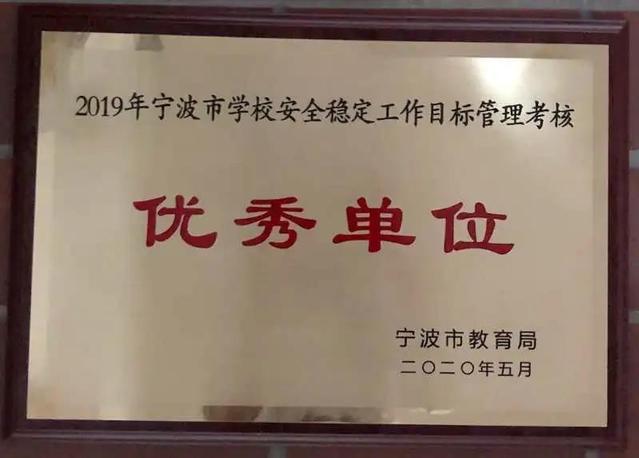 2019年宁波市学校安全稳定工作目标管理考核
优秀单位
宁波市教育局
二〇二〇年五月